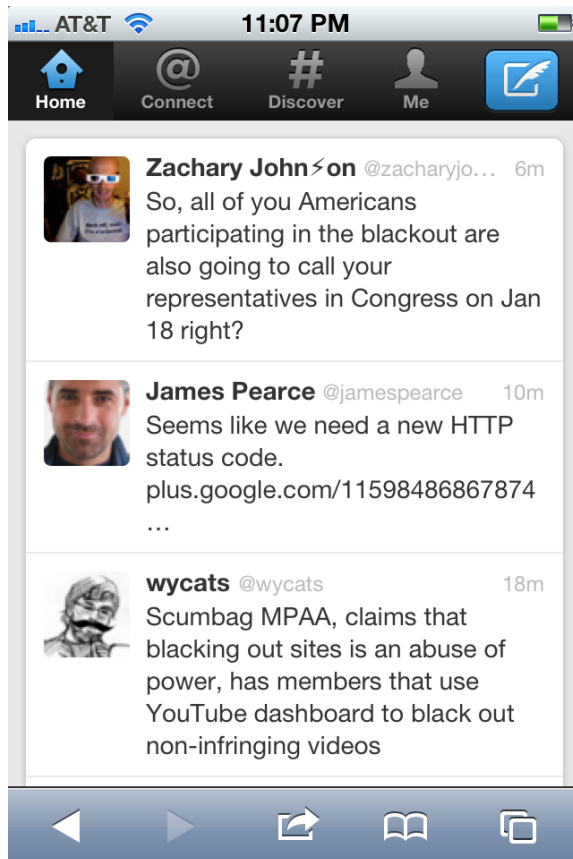 AT&T 11:07 PM
Home Connect Discover Me
Zachary John⚡on @zacharyjo... 6m
So, all of you Americans
participating in the blackout are
also going to call your
representatives in Congress on Jan
18 right?
James Pearce @jamespearce 10m
Seems like we need a new HTTP
status code.
plus.google.com/11598486867874
...
wycats @wycats 18m
Scumbag MPAA, claims that
blacking out sites is an abuse of
power, has members that use
YouTube dashboard to black out
non-infringing videos